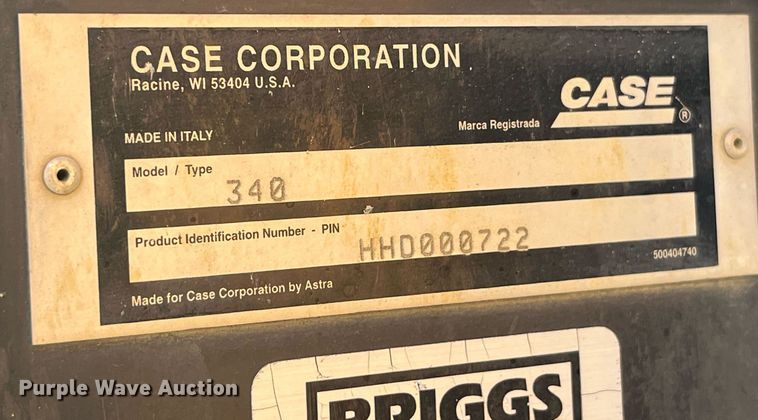 CASE CORPORATION
Racine, WI 53404 U.S.A.
CASE
®
Marca Registrada
MADE IN ITALY
Model / Type
340
Product Identification Number - PIN
HHD000722
500404740
Made for Case Corporation by Astra
BRIGGS
Purple Wave Auction